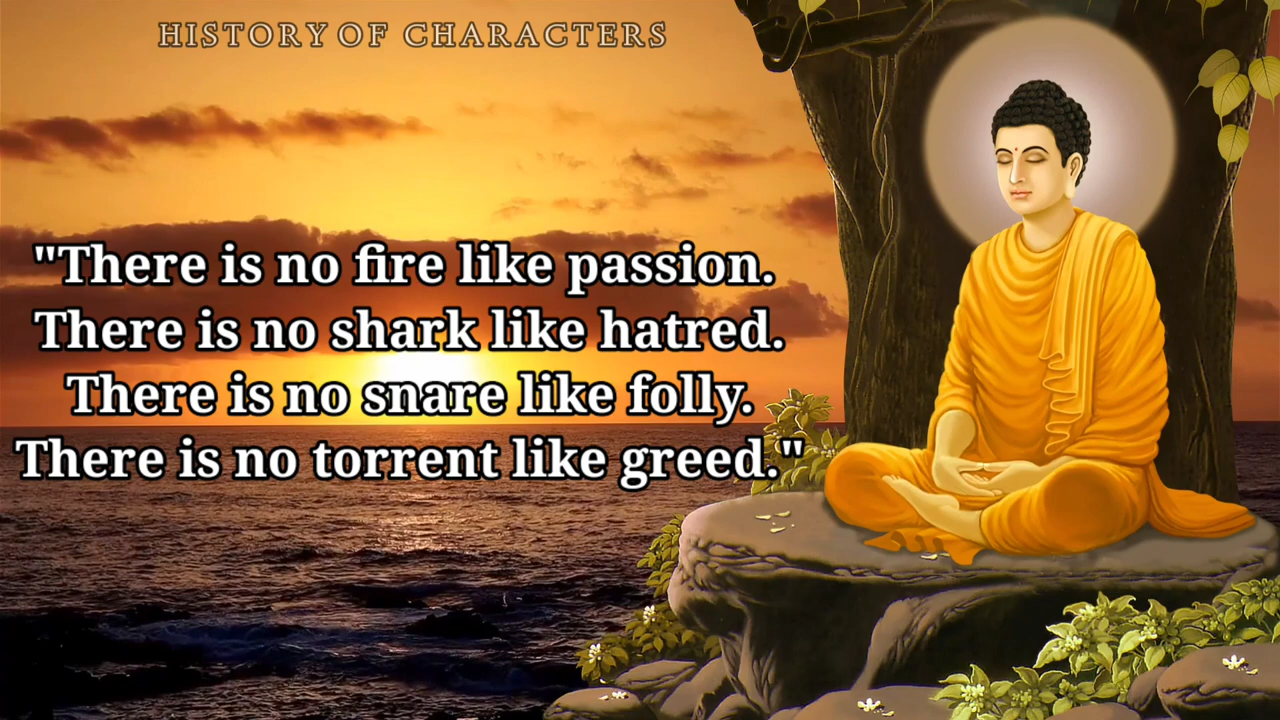 HISTORY OF CHARACTERS
"There is no fire like passion.
There is no shark like hatred.
There is no snare like folly.
There is no torrent like greed."